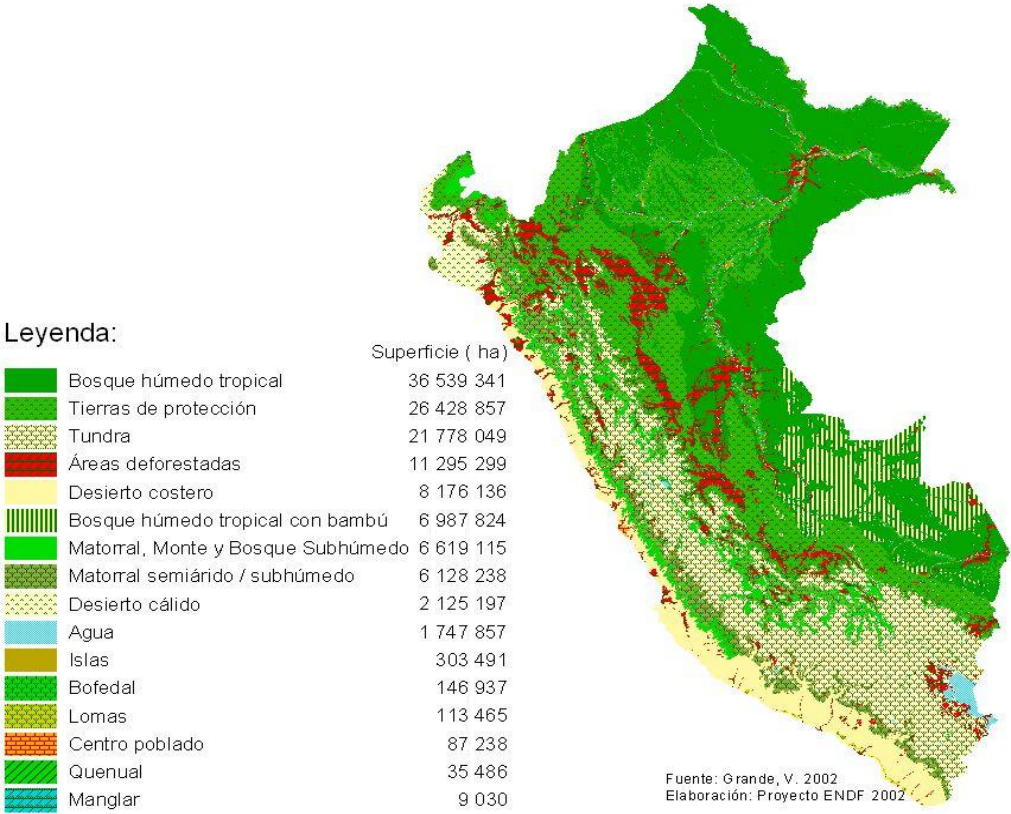 Leyenda:
Superficie ( ha)
Bosque húmedo tropical 36 539 341
Tierras de protección 26 428 857
Tundra 21 778 049
Áreas deforestadas 11 295 299
Desierto costero 8 176 136
Bosque húmedo tropical con bambú 6 987 824
Matorral, Monte y Bosque Subhúmedo 6 619 115
Matorral semiárido / subhúmedo 6 128 238
Desierto cálido 2 125 197
Agua 1 747 857
Islas 303 491
Bofedal 146 937
Lomas 113 465
Centro poblado 87 238
Quenual 35 486
Manglar 9 030
Fuente: Grande, V. 2002
Elaboración: Proyecto ENDF 2002